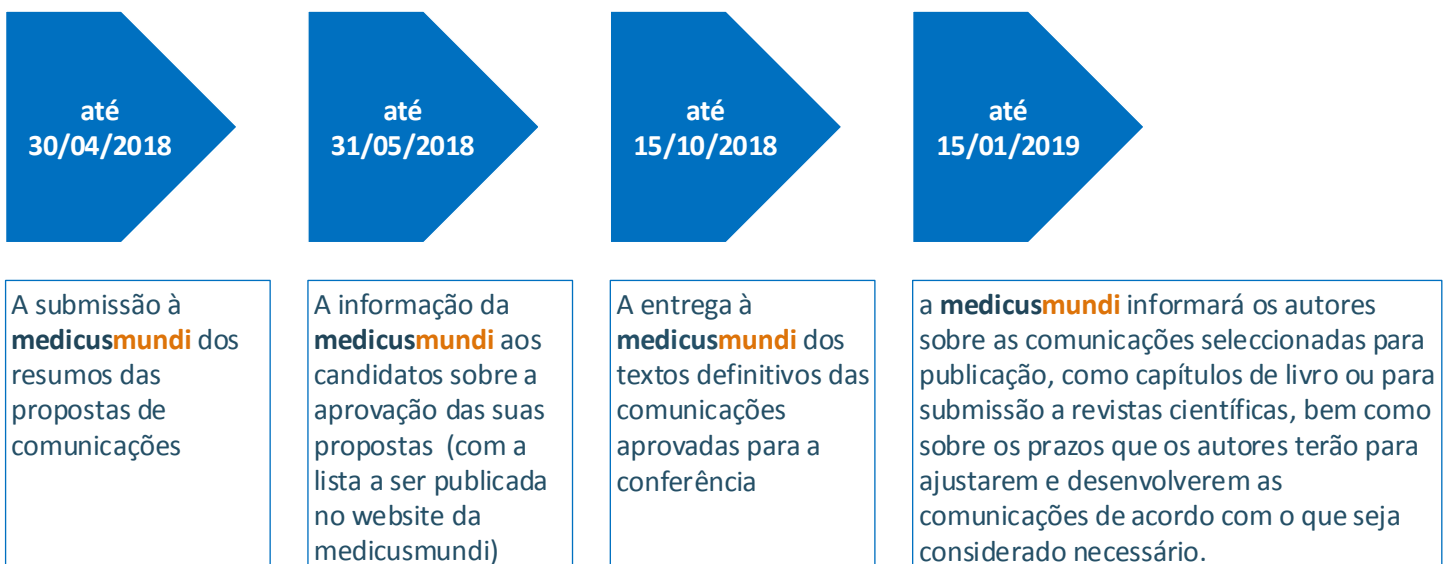 até
30/04/2018
até
31/05/2018
até
15/10/2018
até
15/01/2019
A submissão à
medicusmundi dos
resumos das
propostas de
comunicações
A informação da
medicusmundi aos
candidatos sobre a
aprovação das suas
propostas (com a
lista a ser publicada
no website da
medicusmundi)
A entrega à
medicusmundi dos
textos definitivos das
comunicações
aprovadas para a
conferência
a medicusmundi informará os autores
sobre as comunicações seleccionadas para
publicação, como capítulos de livro ou para
submissão a revistas científicas, bem como
sobre os prazos que os autores terão para
ajustarem e desenvolverem as
comunicações de acordo com o que seja
considerado necessário.